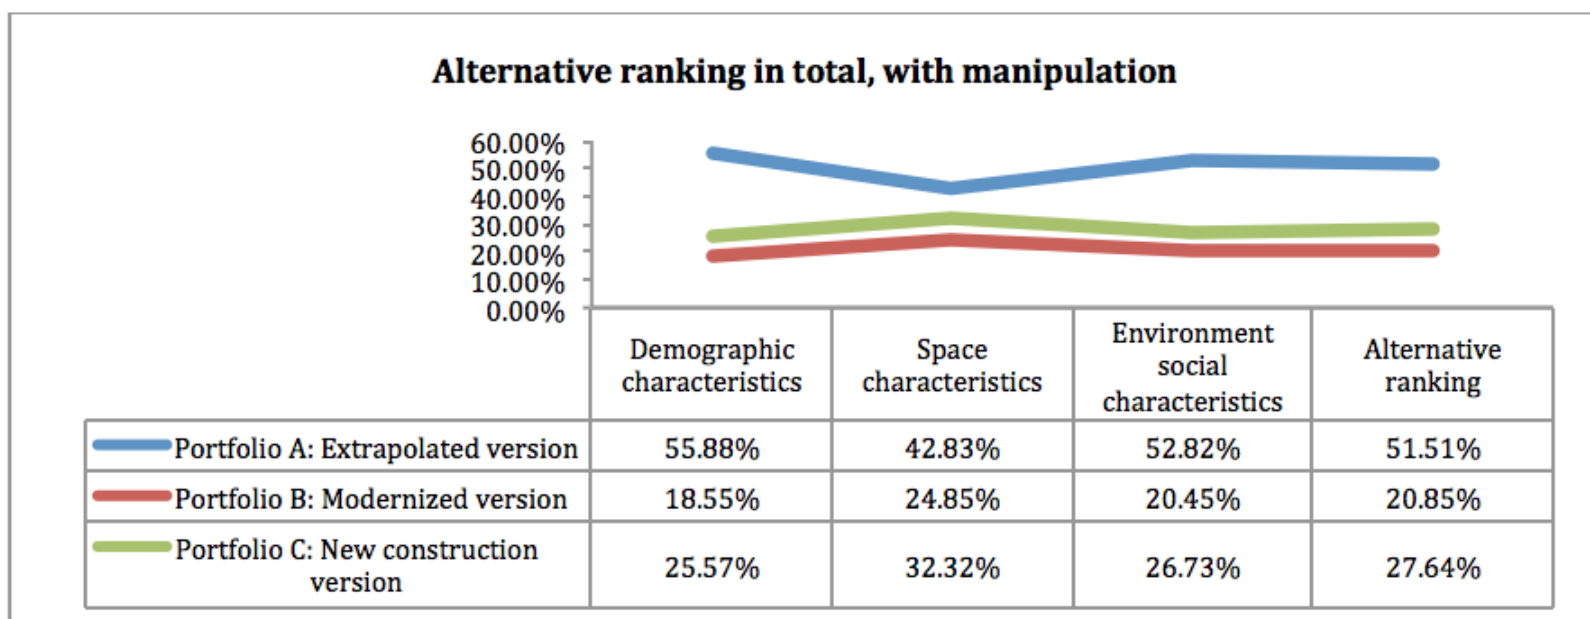 Alternative ranking in total, with manipulation
60.00%
50.00%
40.00%
30.00%
20.00%
10.00%
0.00%
Demographic
characteristics
Space
characteristics
Environment
social
characteristics
Alternative
ranking
Portfolio A: Extrapolated version 55.88% 42.83% 52.82% 51.51%
Portfolio B: Modernized version 18.55% 24.85% 20.45% 20.85%
Portfolio C: New construction
version
25.57% 32.32% 26.73% 27.64%